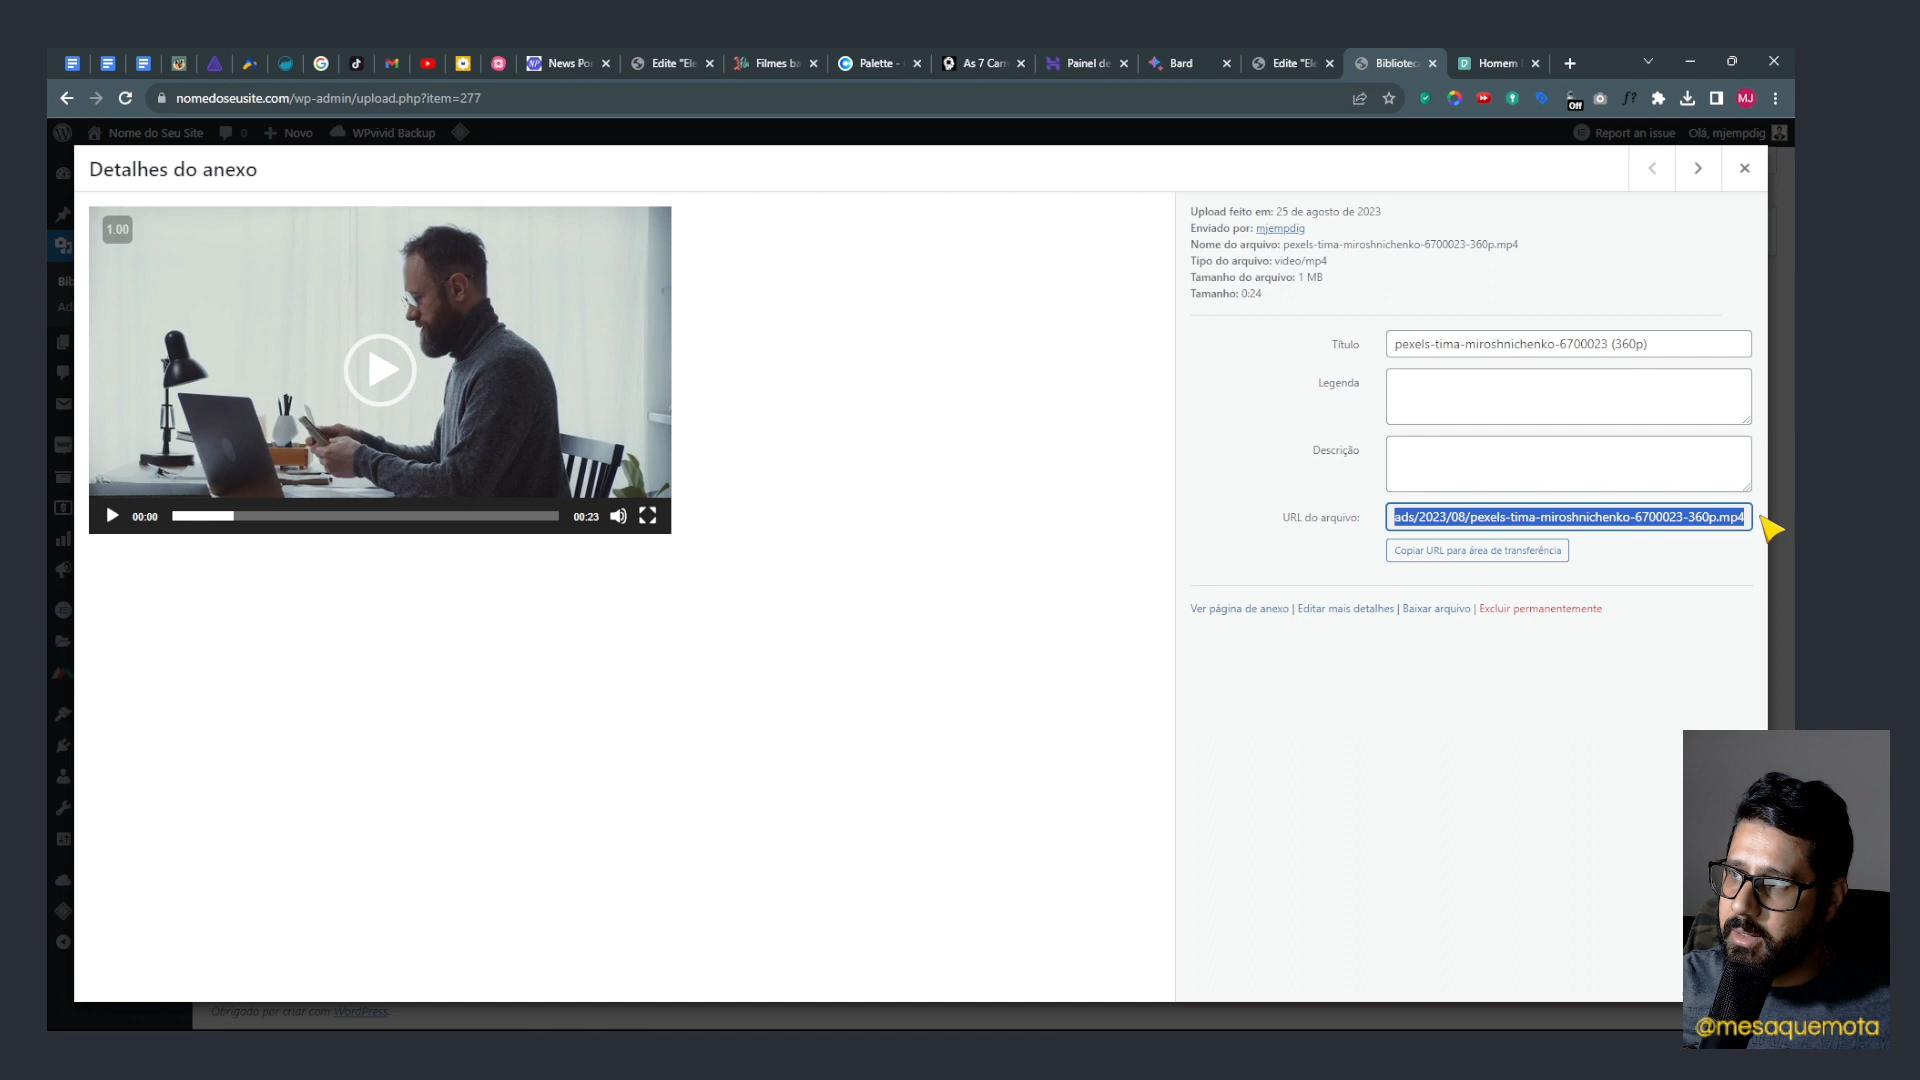 News Po
Edite "Ele
Filmes ba
Palette -
As 7 Cam
Painel de
Bard
Edite "Ele
Bibliotec
Homem
nomedoseusite.com/wp-admin/upload.php?item=277
Off
f?
MJ
Nome do Seu Site
0
Novo
WPvivid Backup
Report an issue
Olá, mjempdig
Detalhes do anexo
1.00
00:00
00:23
Upload feito em: 25 de agosto de 2023
Enviado por: mjempdig
Nome do arquivo: pexels-tima-miroshnichenko-6700023-360p.mp4
Tipo do arquivo: video/mp4
Tamanho do arquivo: 1 MB
Tamanho: 0:24
Título
pexels-tima-miroshnichenko-6700023 (360p)
Legenda
Descrição
URL do arquivo:
ads/2023/08/pexels-tima-miroshnichenko-6700023-360p.mp4
Copiar URL para área de transferência
Ver página de anexo | Editar mais detalhes | Baixar arquivo | Excluir permanentemente
Bib
Ad
Obrigado por criar com WordPress.
@mesaquemota